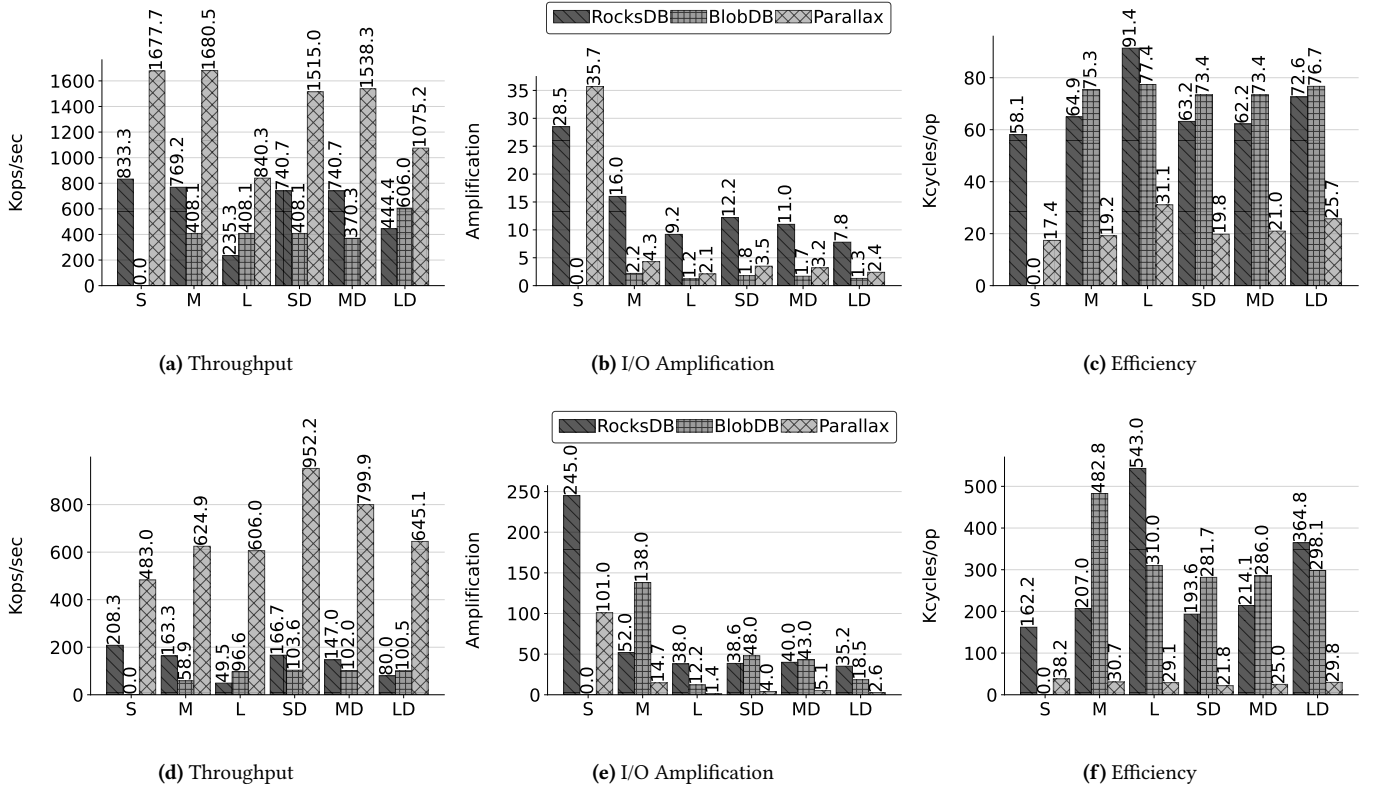 RocksDB BlobDB Parallax
Kops/sec
1600
1400
1200
1000
800
600
400
200
0
833.3 0.0 1677.7
769.2 408.1 1680.5
235.3 408.1 840.3
740.7 408.1 1515.0
740.7 370.3 1538.3
444.4 606.0 1075.2
S M L SD MD LD
(a) Throughput
Amplification
35
30
25
20
15
10
5
0
28.5 0.0 35.7
16.0 2.2 4.3
9.2 1.2 2.1
12.2 1.8 3.5
11.0 1.7 3.2
7.8 1.3 2.4
S M L SD MD LD
(b) I/O Amplification
Kcycles/op
80
60
40
20
0
58.1 0.0 17.4
64.9 75.3 19.2
91.4 77.4 31.1
63.2 73.4 19.8
62.2 73.4 21.0
72.6 76.7 25.7
S M L SD MD LD
(c) Efficiency
RocksDB BlobDB Parallax
Kops/sec
800
600
400
200
0
208.3 0.0 483.0
163.3 58.9 624.9
49.5 96.6 606.0
166.7 103.6 952.2
147.0 102.0 799.9
80.0 100.5 645.1
S M L SD MD LD
(d) Throughput
Amplification
250
200
150
100
50
0
245.0 0.0 101.0
52.0 138.0 14.7
38.0 12.2 1.4
38.6 48.0 4.0
40.0 43.0 5.1
35.2 18.5 2.6
S M L SD MD LD
(e) I/O Amplification
Kcycles/op
500
400
300
200
100
0
162.2 0.0 38.2
207.0 482.8 30.7
543.0 310.0 29.1
193.6 281.7 21.8
214.1 286.0 25.0
364.8 298.1 29.8
S M L SD MD LD
(f) Efficiency